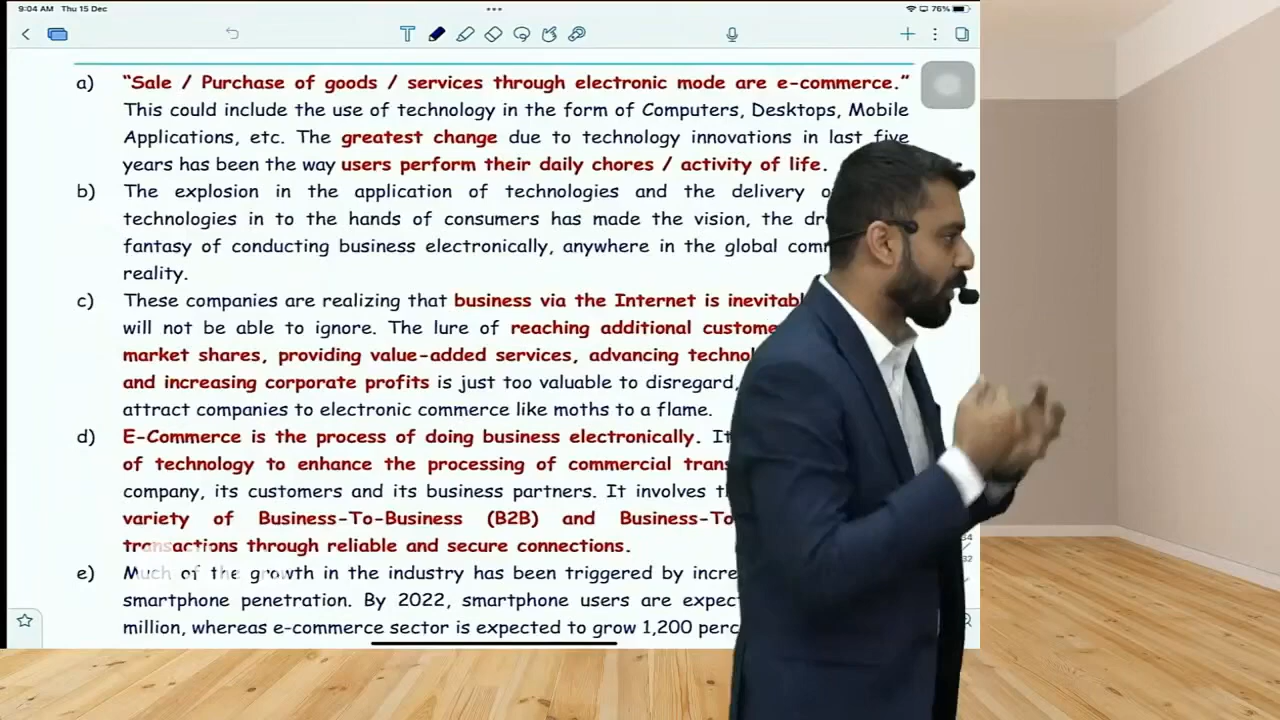 9:04 AM Thu 15 Dec
76%
a) “Sale / Purchase of goods / services through electronic mode are e-commerce.”
This could include the use of technology in the form of Computers, Desktops, Mobile
Applications, etc. The greatest change due to technology innovations in last five
years has been the way users perform their daily chores / activity of life.
b) The explosion in the application of technologies and the delivery
technologies in to the hands of consumers has made the vision, the
fantasy of conducting business electronically, anywhere in the global
reality.
c) These companies are realizing that business via the Internet is
will not be able to ignore. The lure of reaching additional
market shares, providing value-added services, advancing
and increasing corporate profits is just too valuable to disregard,
attract companies to electronic commerce like moths to a flame.
d) E-Commerce is the process of doing business electronically.
of technology to enhance the processing of commercial
company, its customers and its business partners. It involves
variety of Business-To-Business (B2B) and Business-To
transactions through reliable and secure connections.
e) Much of the growth in the industry has been triggered by
smartphone penetration. By 2022, smartphone users are
million, whereas e-commerce sector is expected to grow 1,200